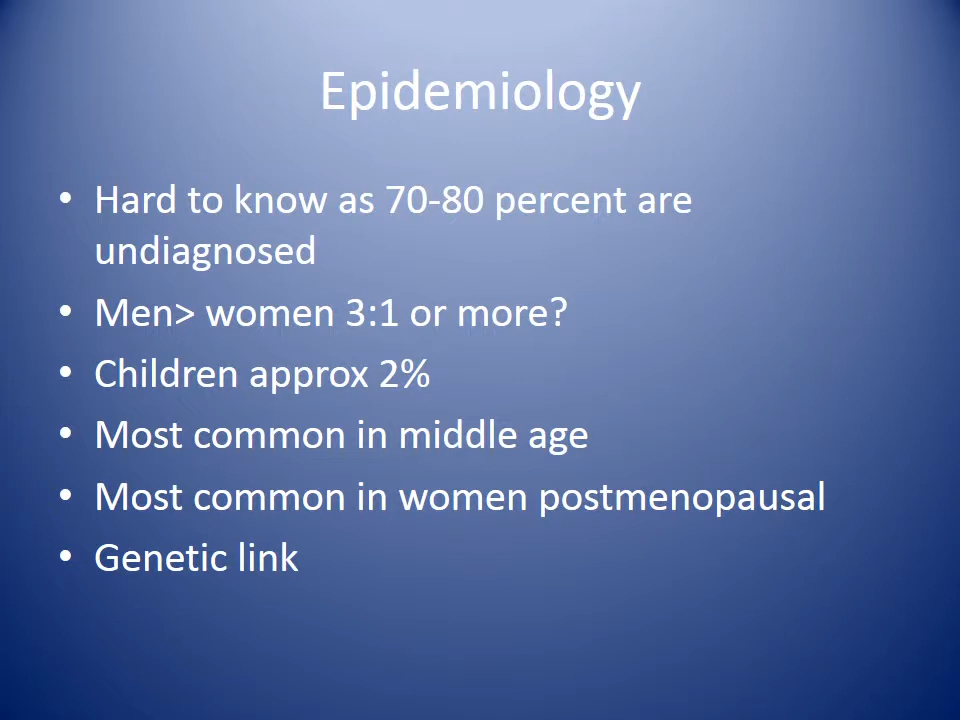 Epidemiology
• Hard to know as 70-80 percent are
undiagnosed
• Men> women 3:1 or more?
• Children approx 2%
• Most common in middle age
• Most common in women postmenopausal
• Genetic link